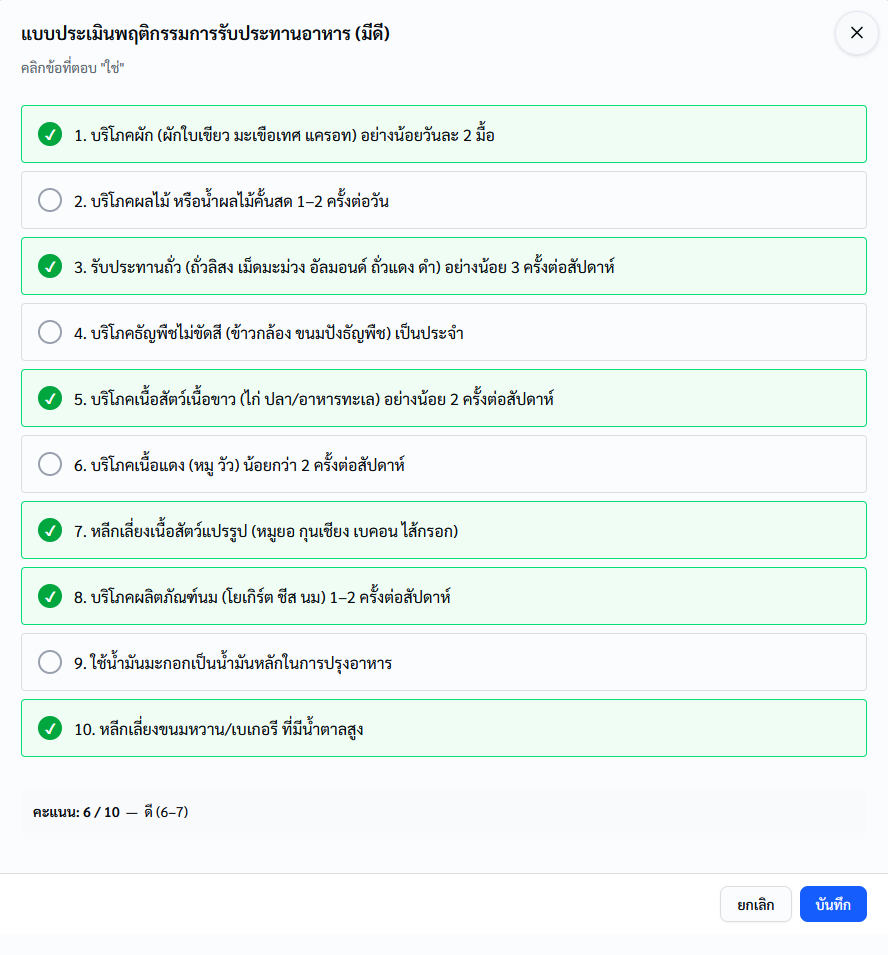 แบบประเมินพฤติกรรมการรับประทานอาหาร (มีดี)
คลิกข้อที่ตอบ "ใช่"
1. บริโภคผัก (ผักใบเขียว มะเขือเทศ แครอท) อย่างน้อยวันละ 2 มื้อ
2. บริโภคผลไม้ หรือน้ำผลไม้คั้นสด 1–2 ครั้งต่อวัน
3. รับประทานถั่ว (ถั่วลิสง เม็ดมะม่วง อัลมอนด์ ถั่วแดง ดำ) อย่างน้อย 3 ครั้งต่อสัปดาห์
4. บริโภคธัญพืชไม่ขัดสี (ข้าวกล้อง ขนมปังธัญพืช) เป็นประจำ
5. บริโภคเนื้อสัตว์เนื้อขาว (ไก่ ปลา/อาหารทะเล) อย่างน้อย 2 ครั้งต่อสัปดาห์
6. บริโภคเนื้อแดง (หมู วัว) น้อยกว่า 2 ครั้งต่อสัปดาห์
7. หลีกเลี่ยงเนื้อสัตว์แปรรูป (หมูยอ กุนเชียง เบคอน ไส้กรอก)
8. บริโภคผลิตภัณฑ์นม (โยเกิร์ต ชีส นม) 1–2 ครั้งต่อสัปดาห์
9. ใช้น้ำมันมะกอกเป็นน้ำมันหลักในการปรุงอาหาร
10. หลีกเลี่ยงขนมหวาน/เบเกอรี ที่มีน้ำตาลสูง
คะแนน: 6 / 10 — ดี (6–7)
ยกเลิก บันทึก